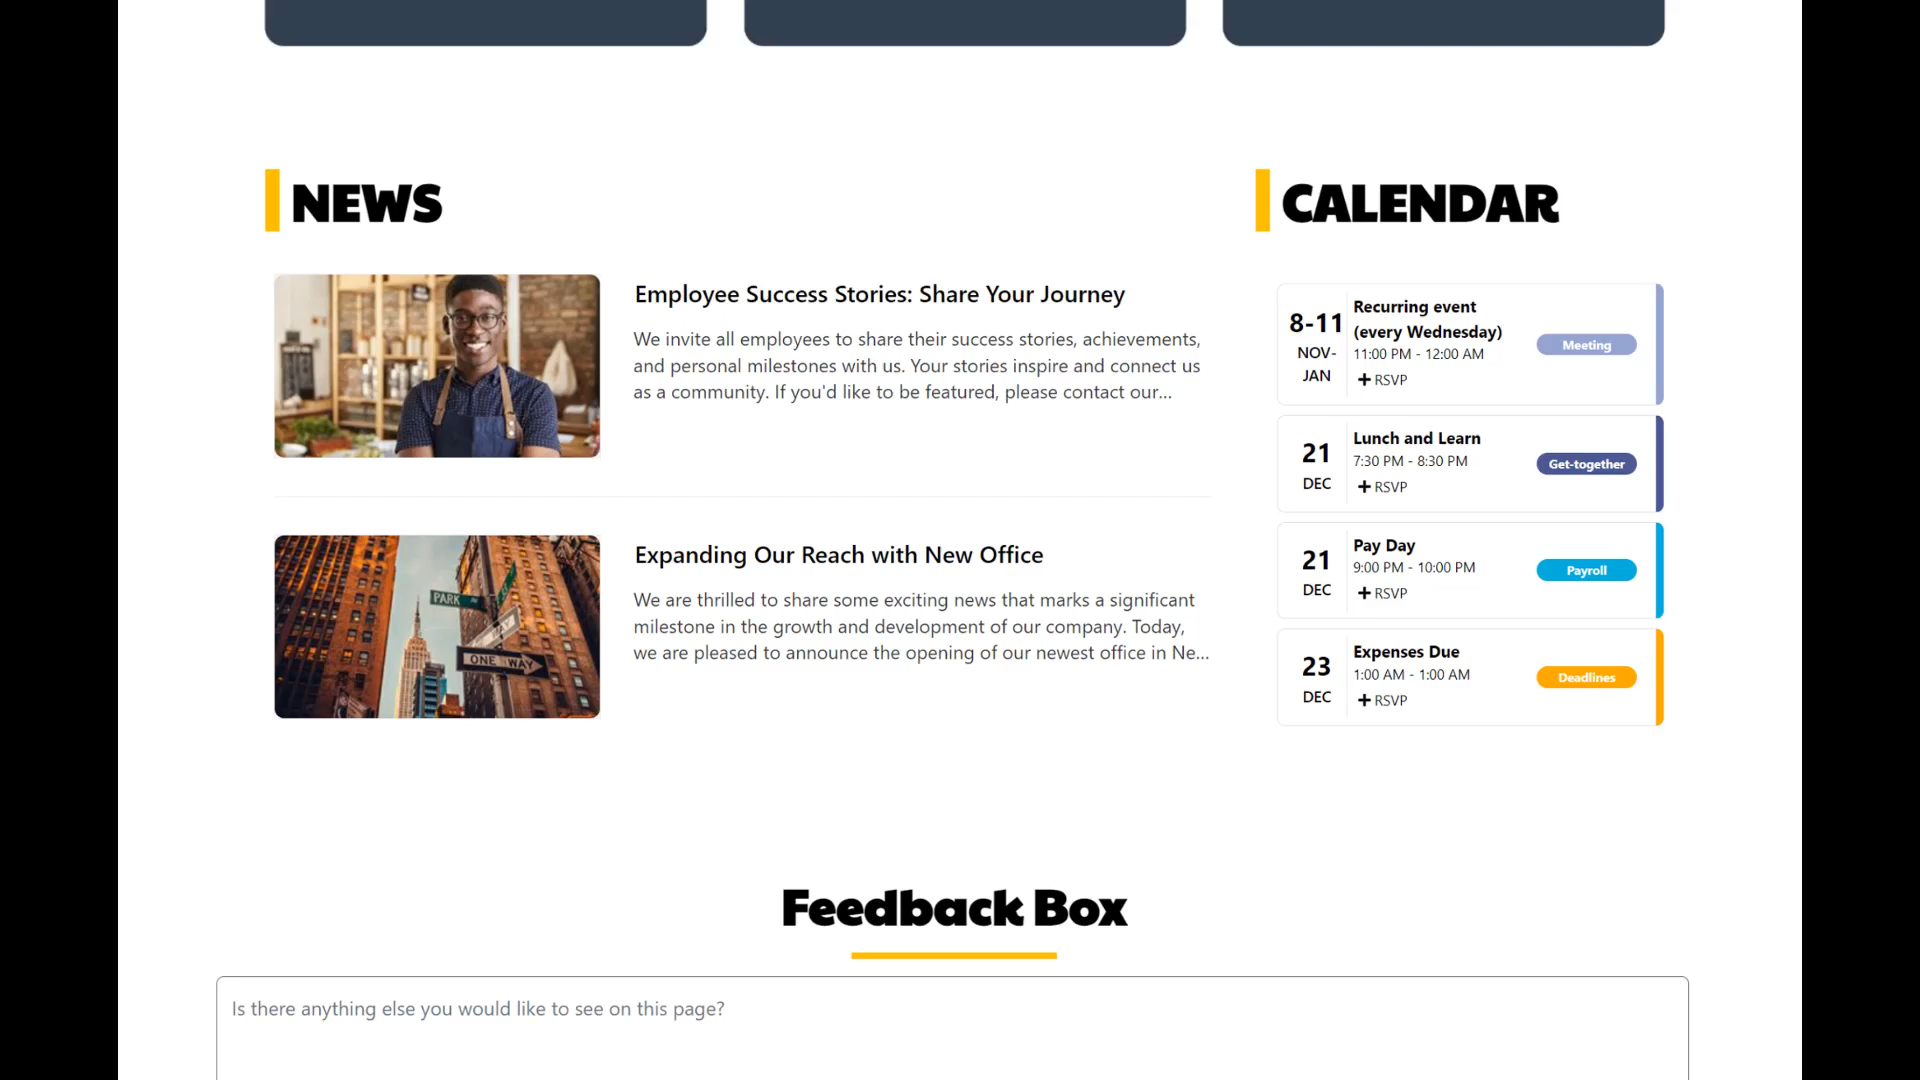 NEWS
Employee Success Stories: Share Your Journey
We invite all employees to share their success stories, achievements,
and personal milestones with us. Your stories inspire and connect us
as a community. If you'd like to be featured, please contact our...
PARK
ONE WAY
Expanding Our Reach with New Office
We are thrilled to share some exciting news that marks a significant
milestone in the growth and development of our company. Today,
we are pleased to announce the opening of our newest office in Ne...
CALENDAR
8-11
NOV-
JAN
Recurring event
(every Wednesday)
11:00 PM - 12:00 AM
RSVP
Meeting
21
DEC
Lunch and Learn
7:30 PM - 8:30 PM
RSVP
Get-together
21
DEC
Pay Day
9:00 PM - 10:00 PM
RSVP
Payroll
23
DEC
Expenses Due
1:00 AM - 1:00 AM
RSVP
Deadlines
Feedback Box
Is there anything else you would like to see on this page?